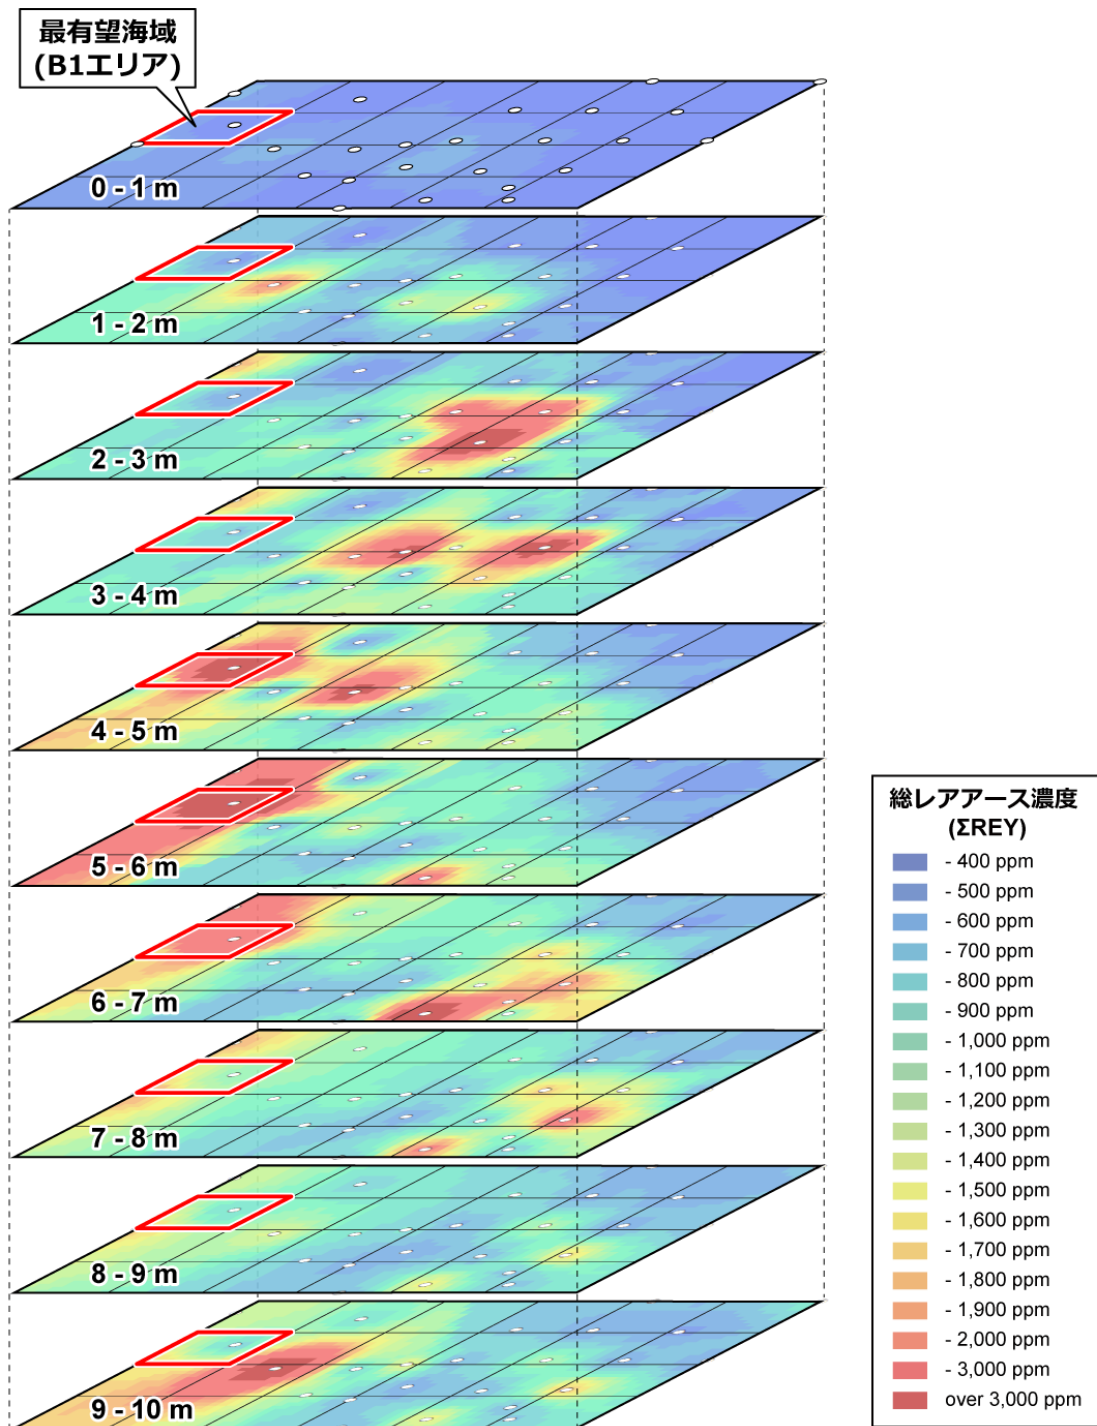 最有望海域
(B1エリア)
0 - 1 m
1 - 2 m
2 - 3 m
3 - 4 m
4 - 5 m
5 - 6 m
6 - 7 m
7 - 8 m
8 - 9 m
9 - 10 m
総レアアース濃度
(ΣREY)
- 400 ppm
- 500 ppm
- 600 ppm
- 700 ppm
- 800 ppm
- 900 ppm
- 1,000 ppm
- 1,100 ppm
- 1,200 ppm
- 1,300 ppm
- 1,400 ppm
- 1,500 ppm
- 1,600 ppm
- 1,700 ppm
- 1,800 ppm
- 1,900 ppm
- 2,000 ppm
- 3,000 ppm
over 3,000 ppm